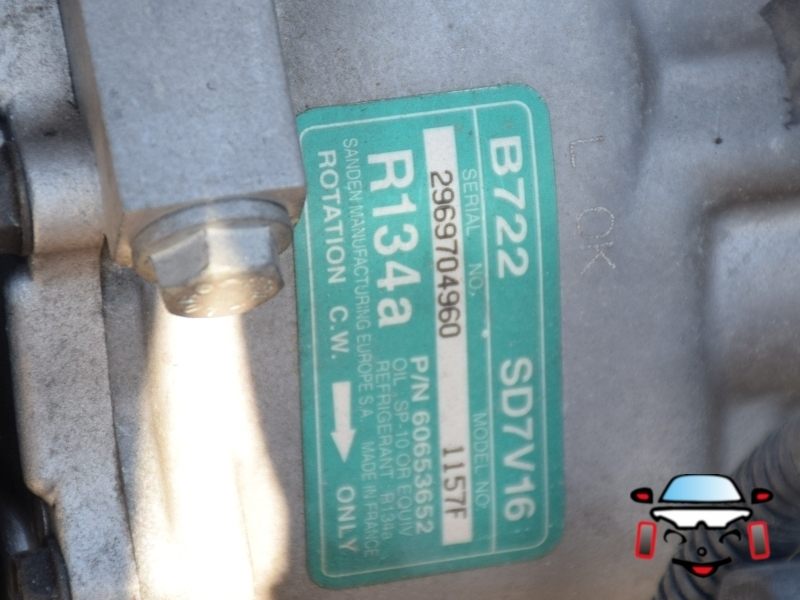 B722 SD7V16
SERIAL NO, MODEL NO
2969704960 1157F
R134a P/N 60653652
OIL SP-10 OR EQUIV
REFRIGERANT R134a
SANDEN MANUFACTURING EUROPE S.A. MADE IN FRANCE
ROTATION C.W. ONLY
L OK